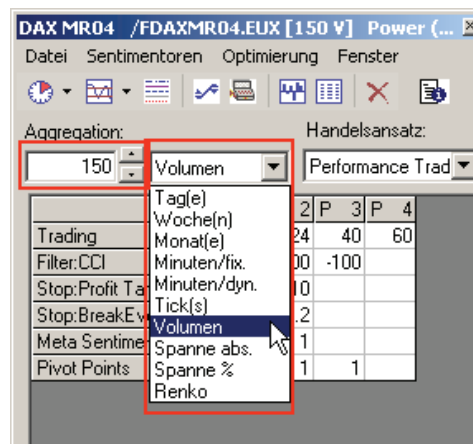 DAX MR04 /FDAXMR04.EUX [150 V] Power (...
Datei Sentimentoren Optimierung Fenster
Aggregation: Handelsansatz:
150 Volumen Performance Trad
Tag(e)
Woche(n)
Monat(e)
Minuten/fix.
Minuten/dyn.
Tick(s)
Volumen
Spanne abs.
Spanne %
Renko
2 P 3 P 4
Trading 24 40 60
Filter:CCI 00 -100
Stop:Profit Ta 10
Stop:BreakEv .2
Meta Sentime 1
Pivot Points 1 1